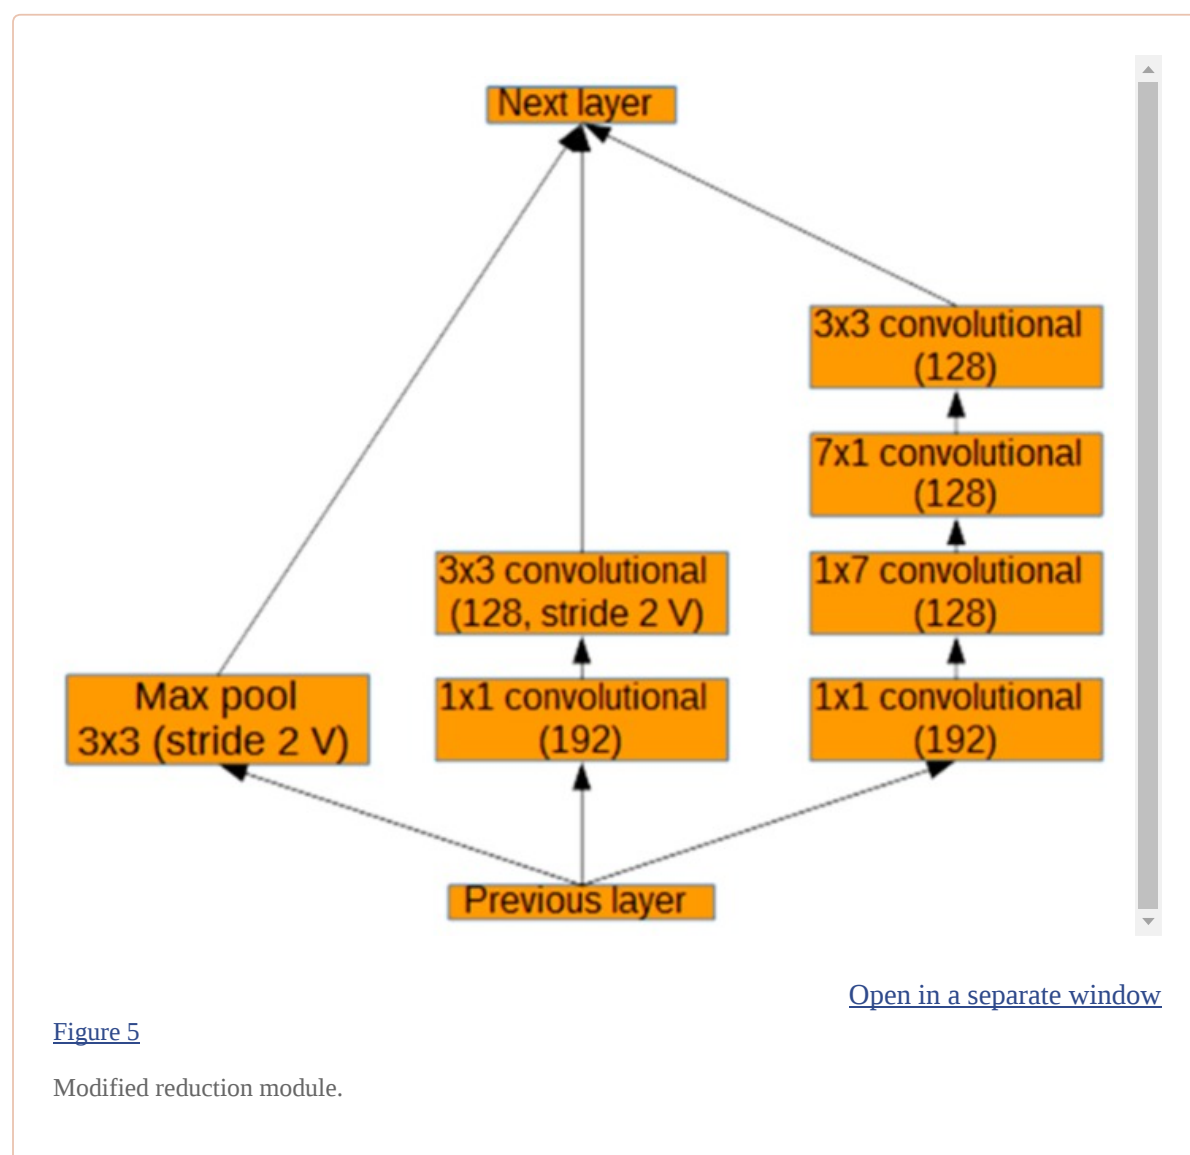 Next layer
3x3 convolutional
(128)
7x1 convolutional
(128)
3x3 convolutional
(128, stride 2 V)
1x7 convolutional
(128)
Max pool
3x3 (stride 2 V)
1x1 convolutional
(192)
1x1 convolutional
(192)
Previous layer
Open in a separate window
Figure 5
Modified reduction module.